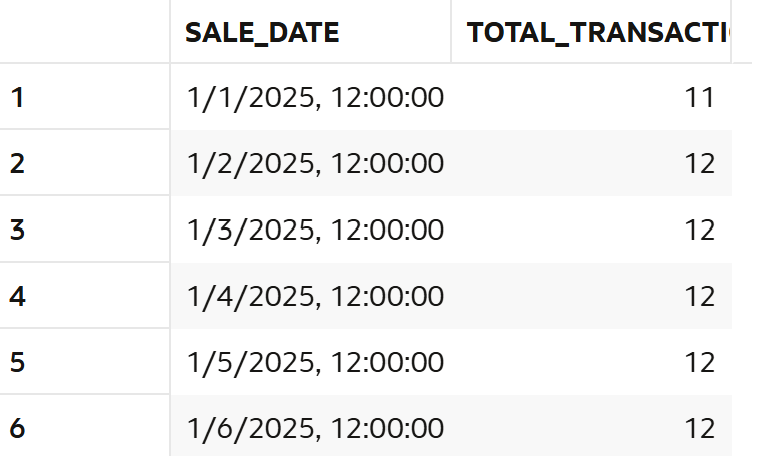 SALE_DATE TOTAL_TRANSACTI
1 1/1/2025, 12:00:00 11
2 1/2/2025, 12:00:00 12
3 1/3/2025, 12:00:00 12
4 1/4/2025, 12:00:00 12
5 1/5/2025, 12:00:00 12
6 1/6/2025, 12:00:00 12